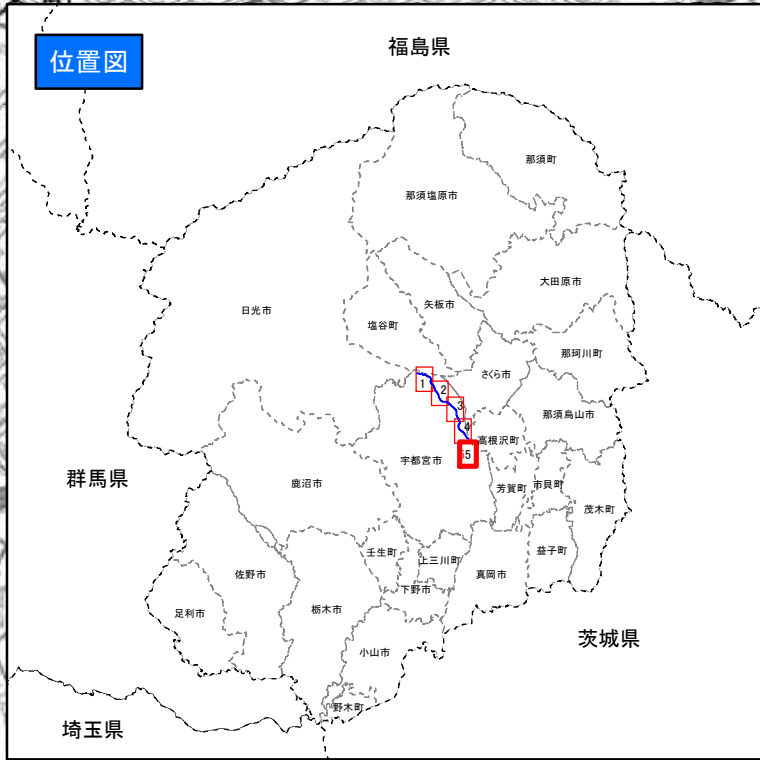 福島県
位置図
那須町
那須塩原市
大田原市
日光市
矢板市
塩谷町
那珂川町
さくら市
1
2
3
那須烏山市
4
高根沢町
宇都宮市
5
群馬県
鹿沼市
芳賀町
市貝町
茂木町
壬生町
上三川町
益子町
佐野市
真岡市
下野市
足利市
栃木市
茨城県
小山市
野木町
埼玉県